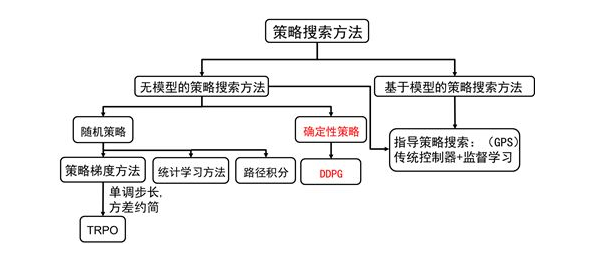 策略搜索方法
无模型的策略搜索方法
基于模型的策略搜索方法
随机策略
确定性策略
指导策略搜索：（GPS）
传统控制器+监督学习
策略梯度方法
统计学习方法
路径积分
DDPG
单调步长,
方差约简
TRPO